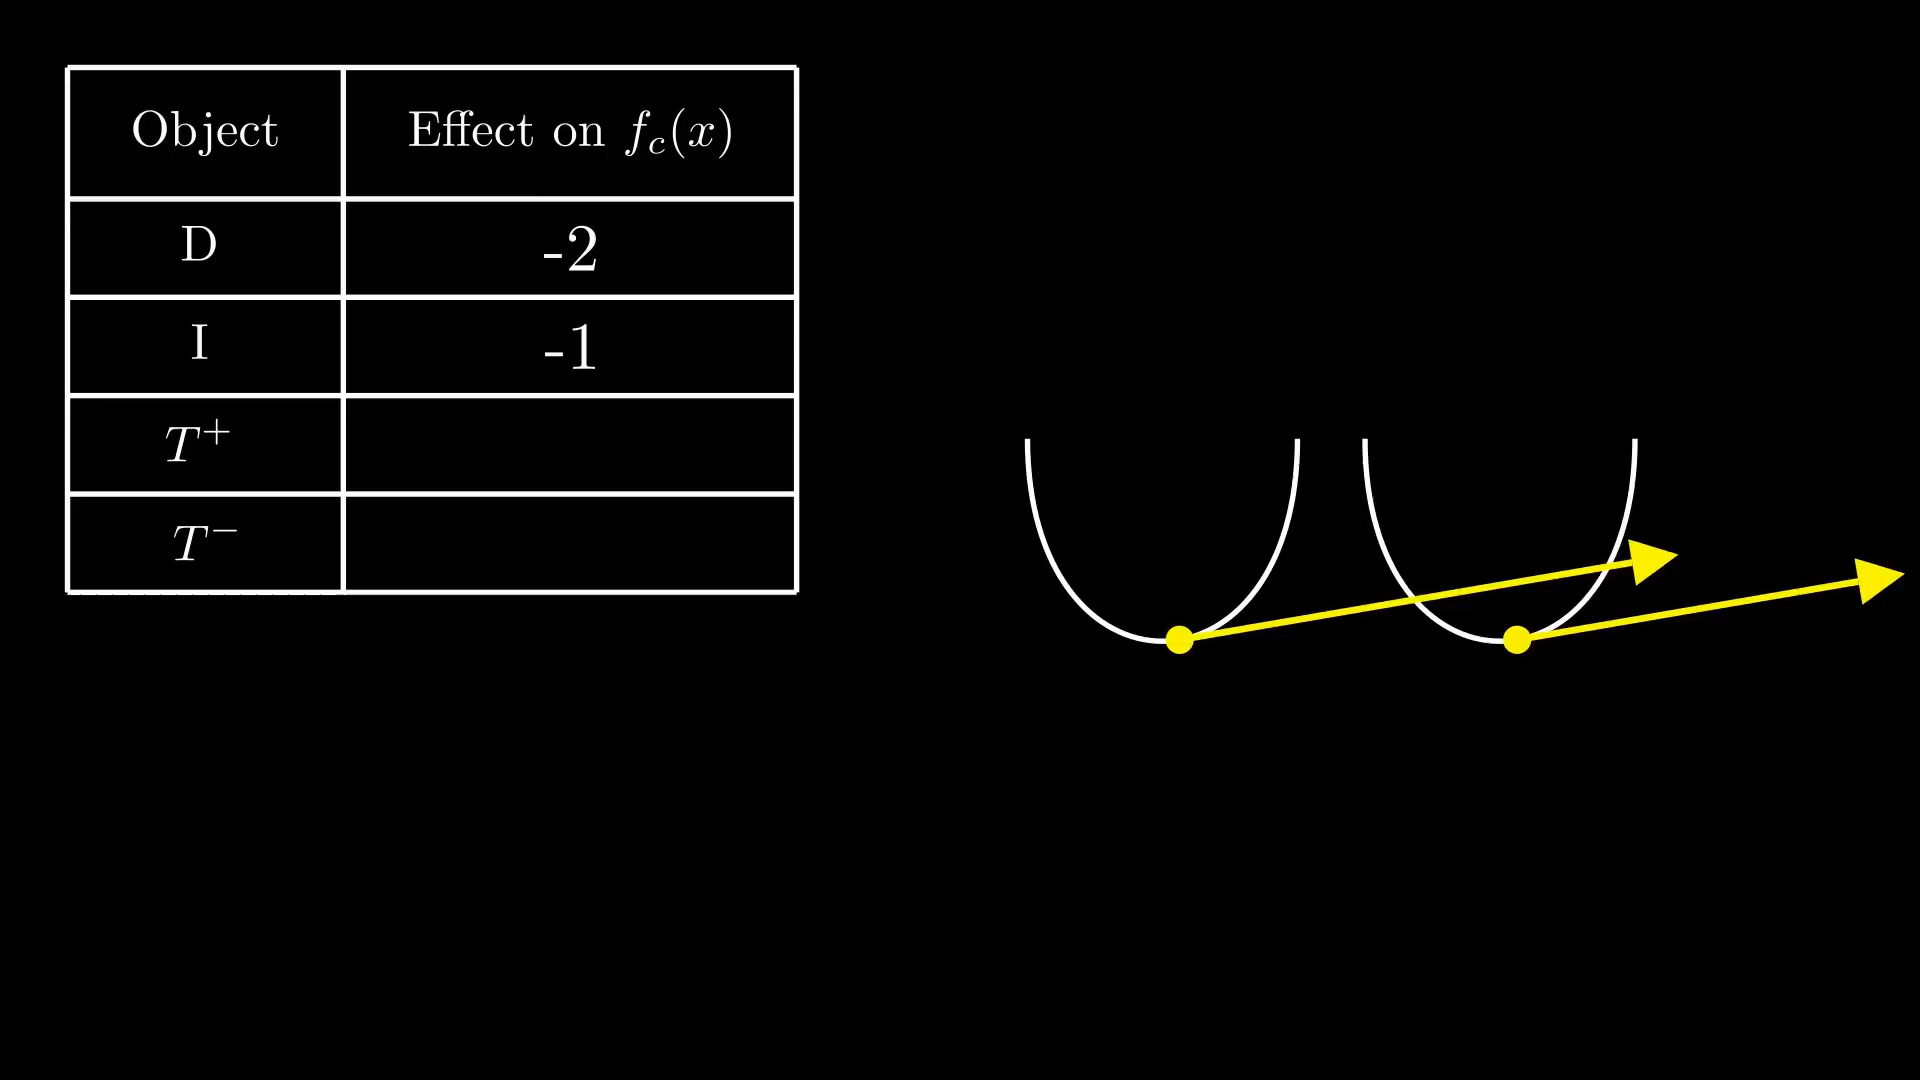 Object Effect on $f_c(x)$
D -2
I -1
$T^+$
$T^-$